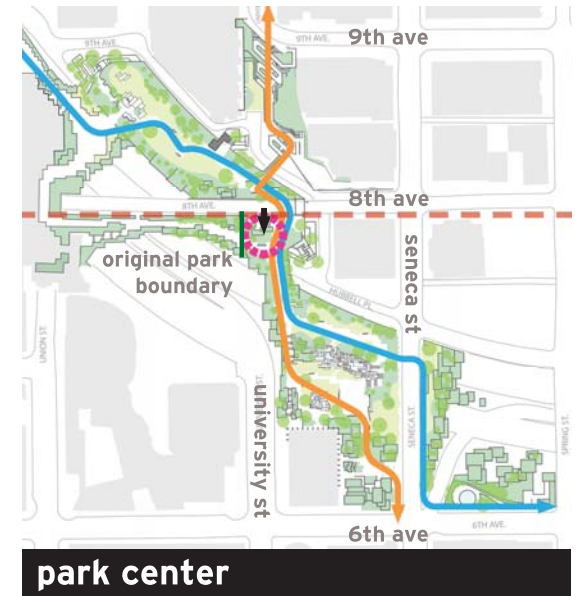 9TH AVE.
9TH AVE.
9th ave
8th ave
8TH AVE.
original park
boundary
seneca st
HUBBELL PL.
UNION ST.
university st
SENECA ST.
SPRING ST.
6TH AVE.
6th ave
park center